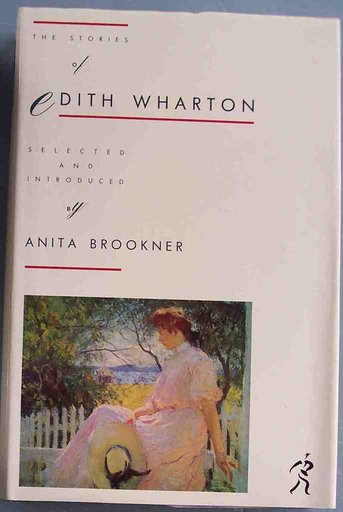 THE STORIES
of
eDITH WHARTON
SELECTED
AND
INTRODUCED
By
ANITA BROOKNER